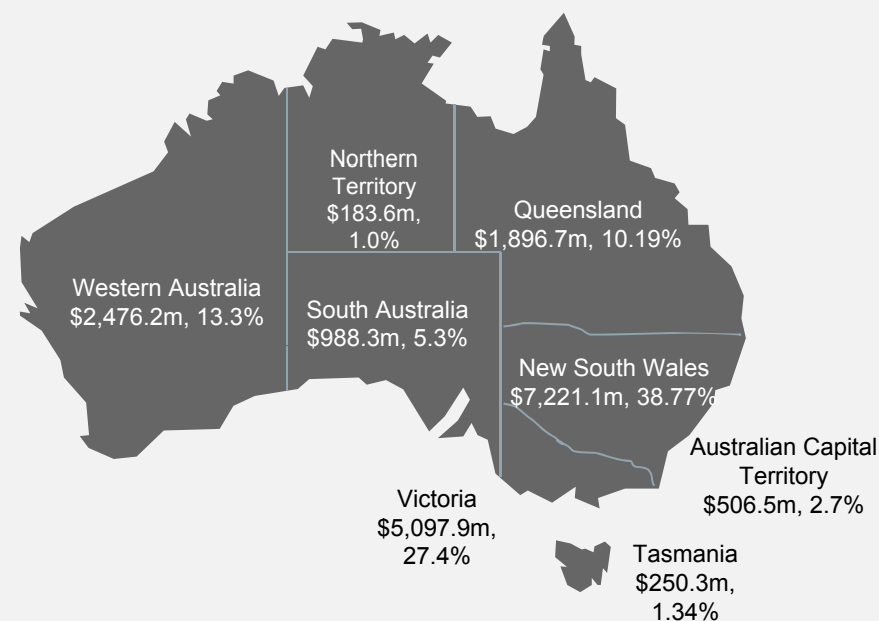 Northern
Territory
$183.6m,
1.0%
Queensland
$1,896.7m, 10.19%
Western Australia
$2,476.2m, 13.3%
South Australia
$988.3m, 5.3%
New South Wales
$7,221.1m, 38.77%
Australian Capital
Territory
$506.5m, 2.7%
Victoria
$5,097.9m,
27.4%
Tasmania
$250.3m,
1.34%